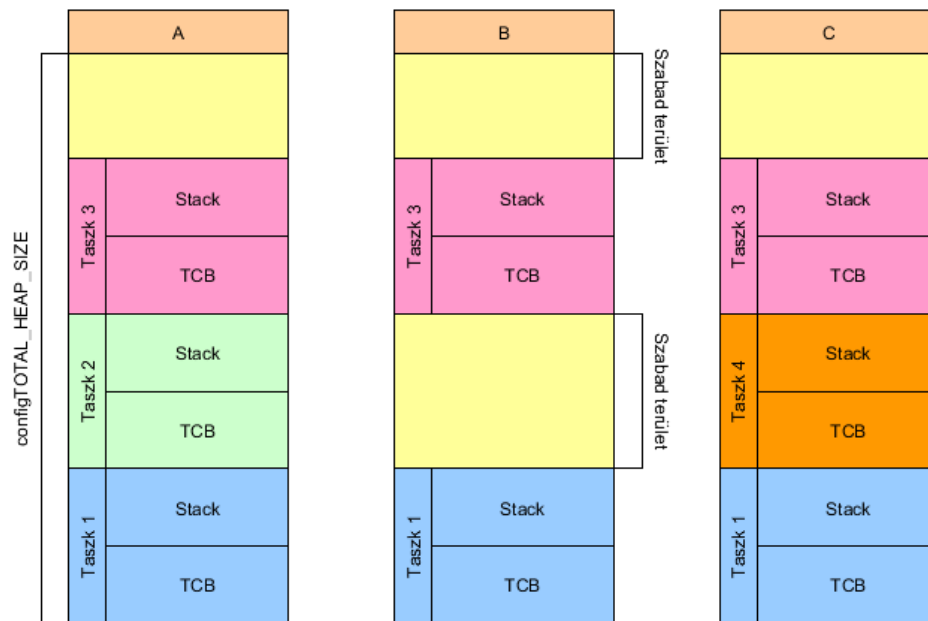 A
configTOTAL_HEAP_SIZE
Taszk 3
Stack
TCB
Taszk 2
Stack
TCB
Taszk 1
Stack
TCB
B
Szabad terület
Taszk 3
Stack
TCB
Szabad terület
Taszk 1
Stack
TCB
C
Taszk 3
Stack
TCB
Taszk 4
Stack
TCB
Taszk 1
Stack
TCB